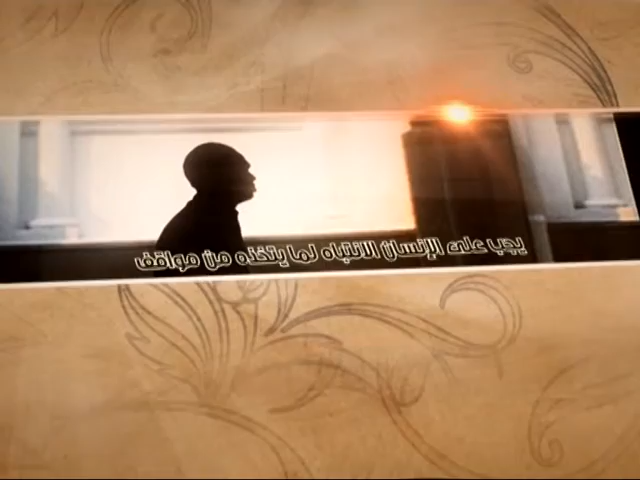 يجب على الإنسان الانتباه لما يتخذه من مواقف